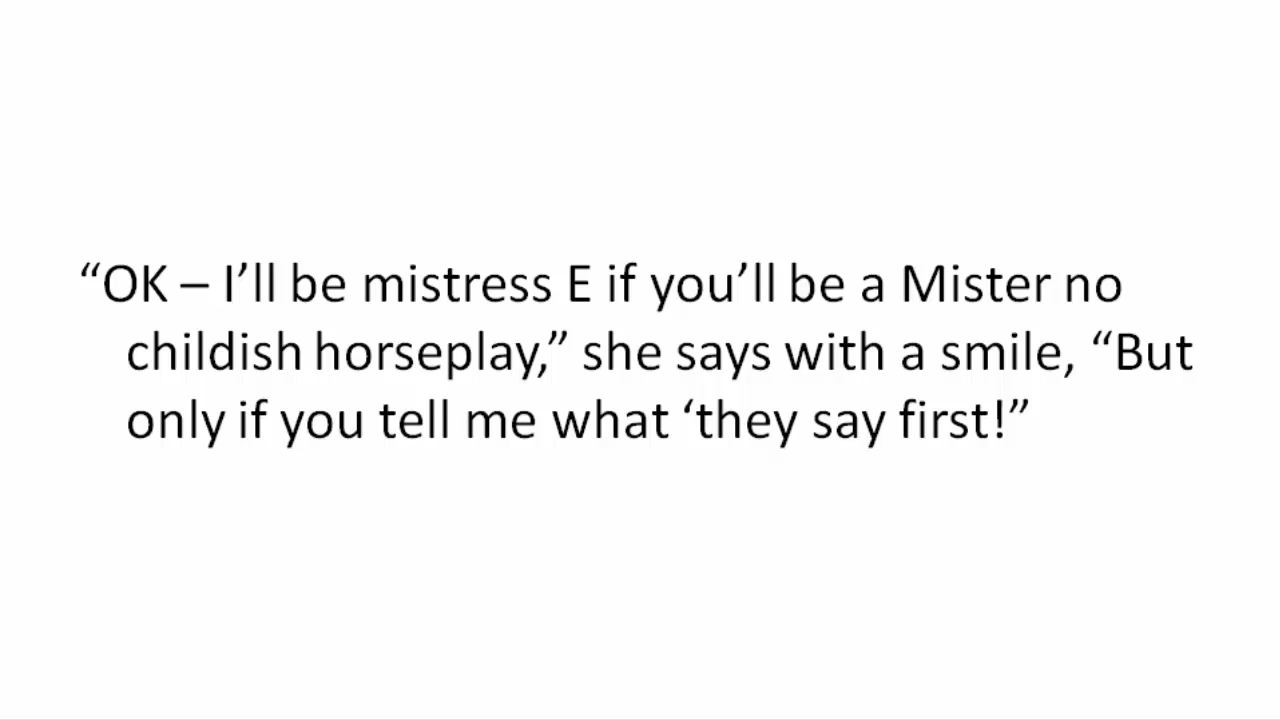 “OK – I’ll be mistress E if you’ll be a Mister no
childish horseplay,” she says with a smile, “But
only if you tell me what ‘they say first!”